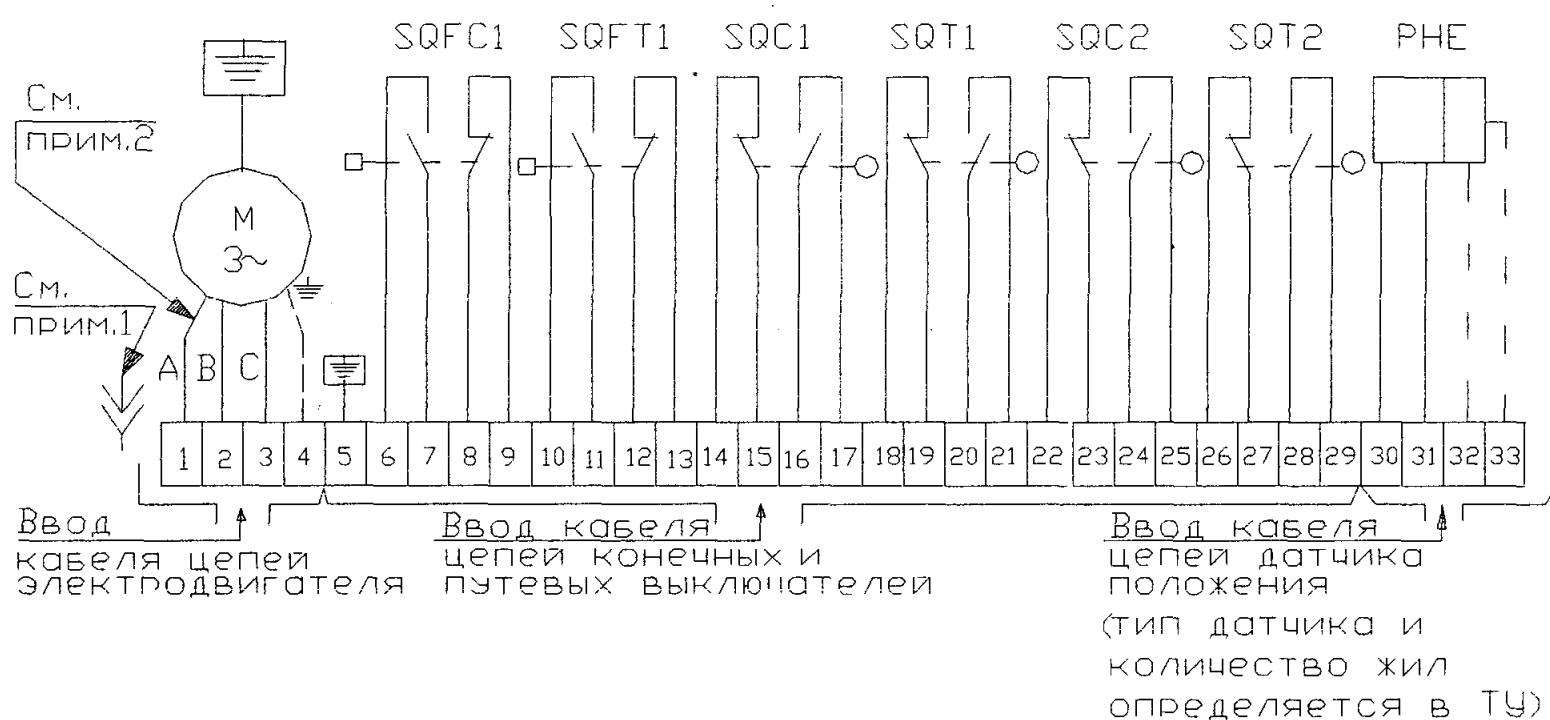 SQFC1 SQFT1 SQC1 SQT1 SQC2 SQT2 PHE
См.
прим.2
М
3~
См.
прим.1
А В С
1 2 3 4 5 6 7 8 9 10 11 12 13 14 15 16 17 18 19 20 21 22 23 24 25 26 27 28 29 30 31 32 33
Ввод
кабеля цепей
электродвигателя
Ввод кабеля
цепей конечных и
путевых выключателей
Ввод кабеля
цепей датчика
положения
(тип датчика и
количество жил
определяется в ТУ)